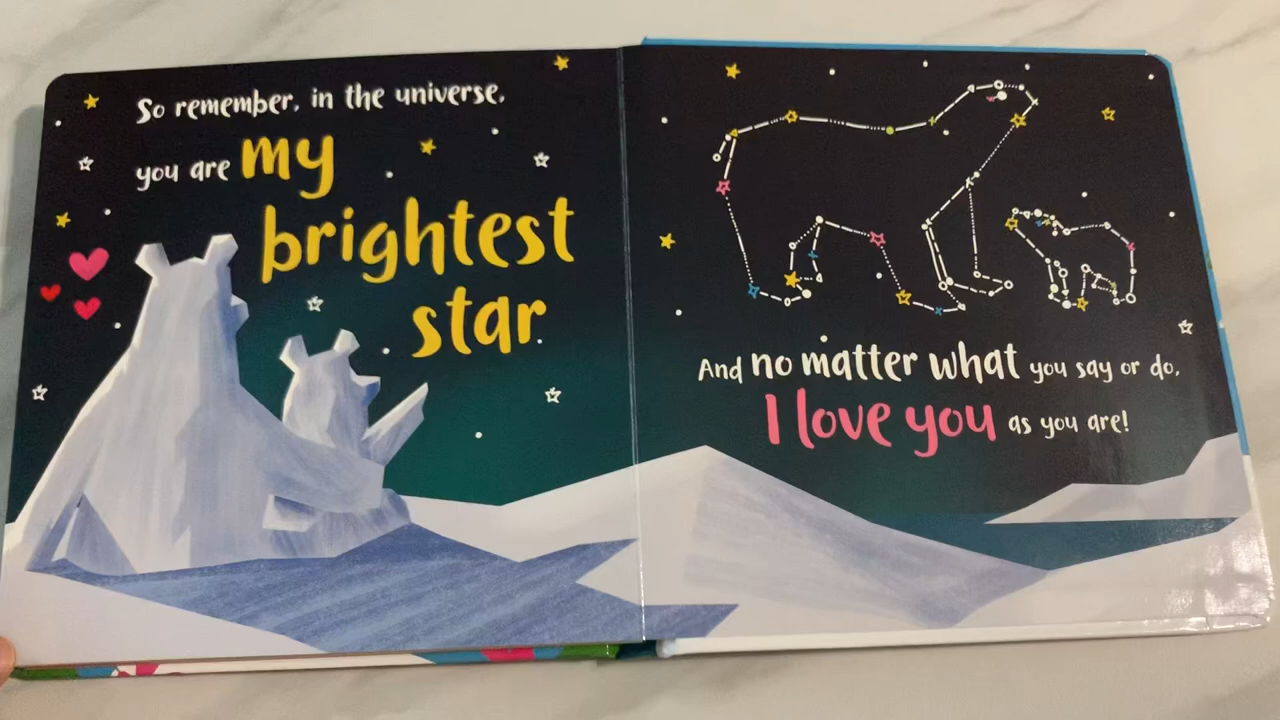 So remember, in the universe,
you are my
brightest
star.
And no matter what you say or do,
I love you as you are!